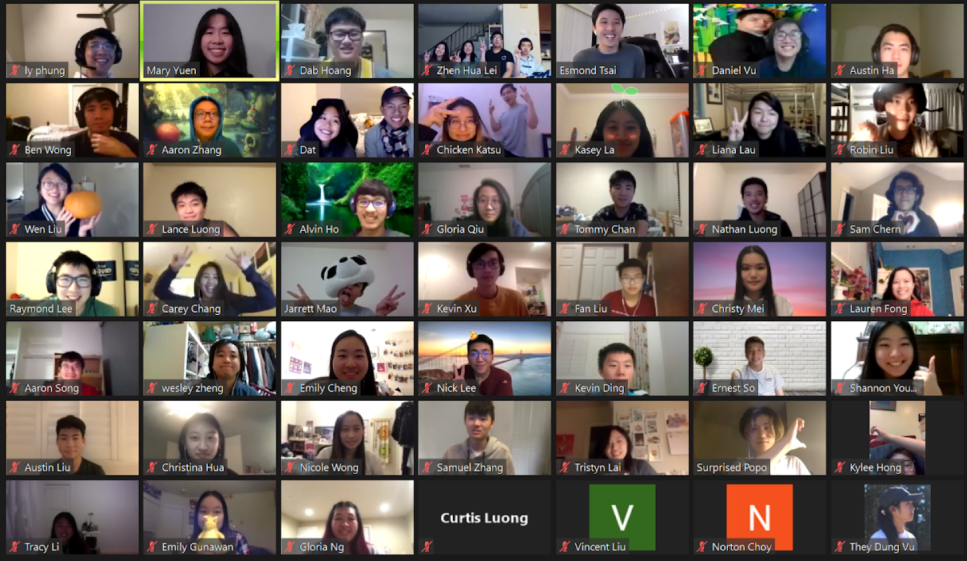 ly phung
Mary Yuen
Dab Hoang
Zhen Hua Lei
Esmond Tsai
Daniel Vu
Austin Ha
Ben Wong
Aaron Zhang
Dat
Chicken Katsu
Kasey La
Liana Lau
Robin Liu
Wen Liu
Lance Luong
Alvin Ho
Gloria Qiu
Tommy Chan
Nathan Luong
Sam Chern
Raymond Lee
Carey Chang
Jarrett Mao
Kevin Xu
Fan Liu
Christy Mei
Lauren Fong
Aaron Song
wesley zheng
Emily Cheng
Nick Lee
Kevin Ding
Ernest So
Shannon You...
Austin Liu
Christina Hua
Nicole Wong
Samuel Zhang
Tristyn Lai
Surprised Popo
Kylee Hong
Tracy Li
Emily Gunawan
Gloria Ng
Curtis Luong
V
Vincent Liu
N
Norton Choy
They Dung Vu